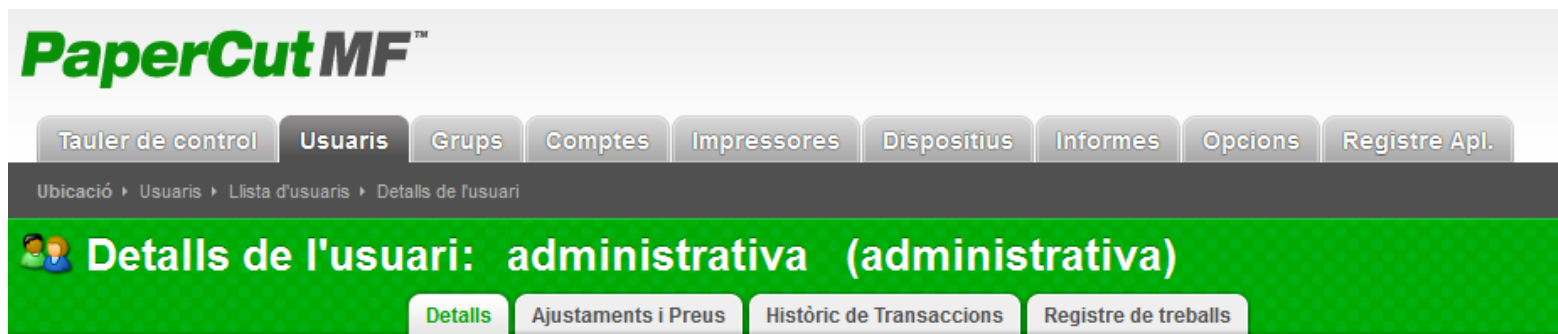 PaperCut MF™
Tauler de control Usuaris Grups Comptes Impressores Dispositius Informes Opcions Registre Apl.
Ubicació ▸ Usuaris ▸ Llista d'usuaris ▸ Detalls de l'usuari
Detalls de l'usuari: administrativa (administrativa)
Detalls Ajustaments i Preus Històric de Transaccions Registre de treballs